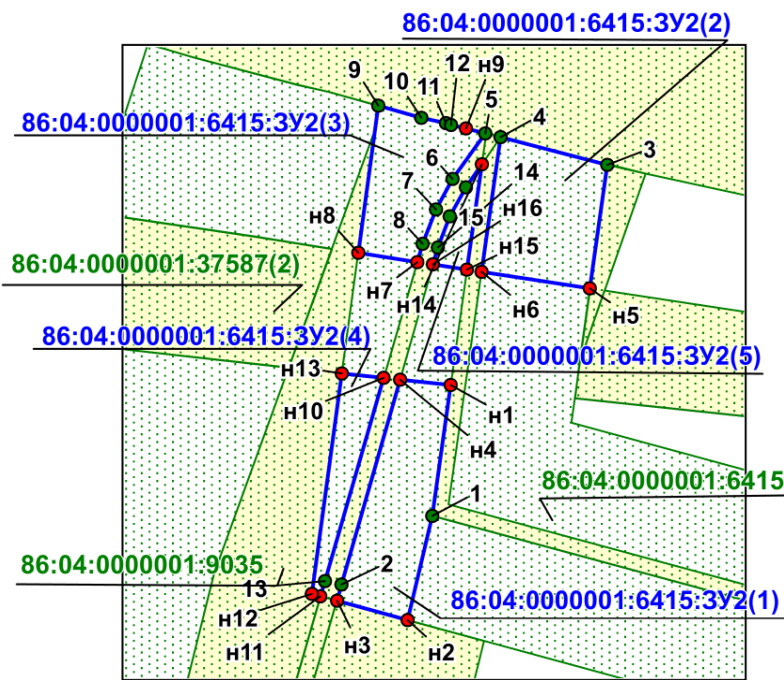 86:04:0000001:6415:ЗУ2(2)
12 н9
11
10
9
5
4
86:04:0000001:6415:ЗУ2(3)
3
6
14
7
н16
8
15
н8
н15
86:04:0000001:37587(2)
н7
н14
н6
н5
86:04:0000001:6415:ЗУ2(4)
86:04:0000001:6415:ЗУ2(5)
н13
н10
н1
н4
86:04:0000001:6415
1
86:04:0000001:9035
13
2
86:04:0000001:6415:ЗУ2(1)
н12
н11
н3
н2